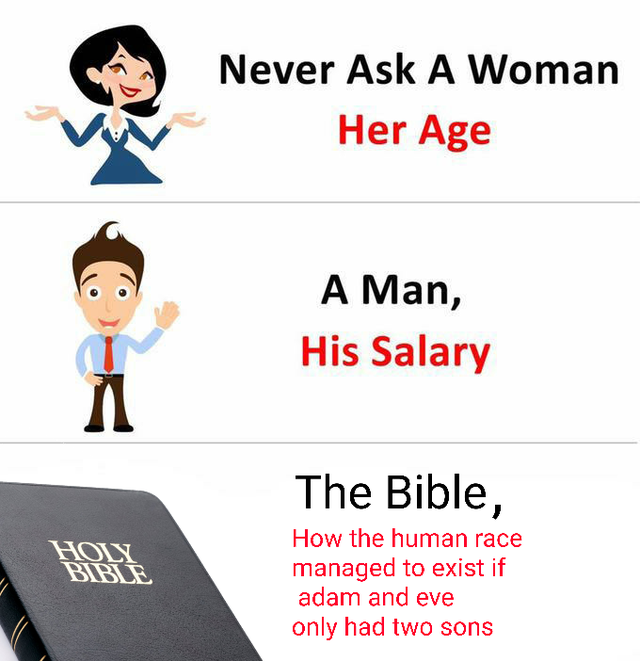 Never Ask A Woman
Her Age
A Man,
His Salary
The Bible,
How the human race
managed to exist if
adam and eve
only had two sons
HOLY
BIBLE